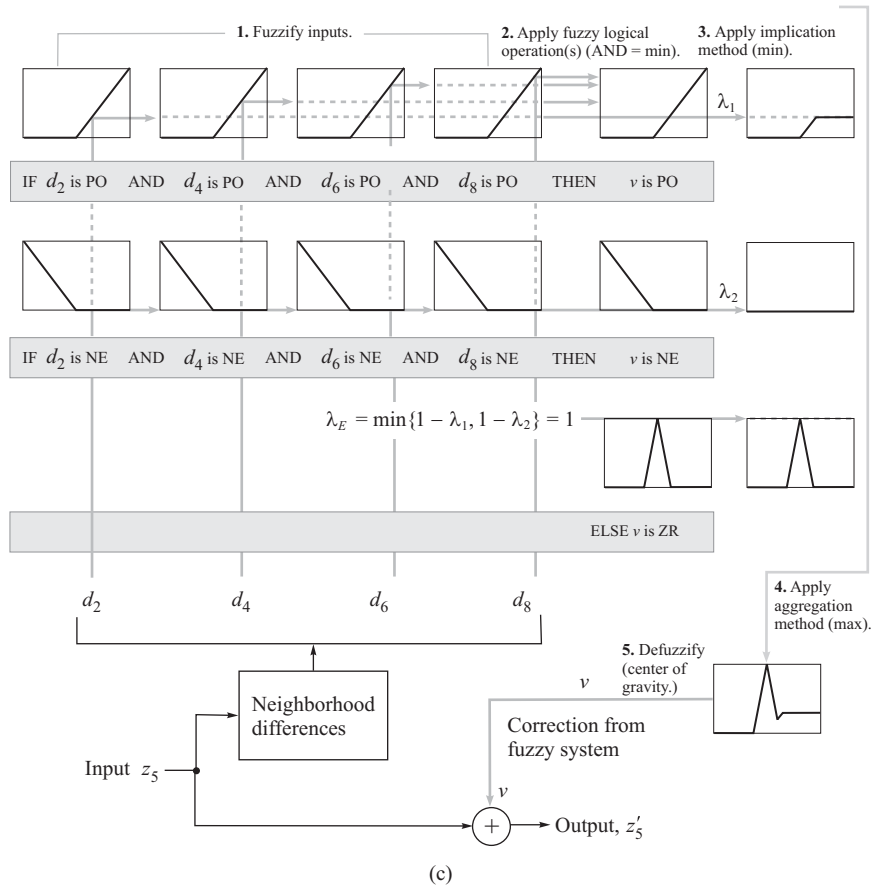 1. Fuzzify inputs.
2. Apply fuzzy logical
operation(s) (AND = min).
3. Apply implication
method (min).
λ1
IF d2 is PO AND d4 is PO AND d6 is PO AND d8 is PO THEN v is PO
λ2
IF d2 is NE AND d4 is NE AND d6 is NE AND d8 is NE THEN v is NE
λE = min{1 − λ1, 1 − λ2} = 1
ELSE v is ZR
d2 d4 d6 d8
4. Apply
aggregation
method (max).
5. Defuzzify
(center of
gravity.)
v
Neighborhood
differences
Correction from
fuzzy system
Input z5
v
+
Output, z′5
(c)